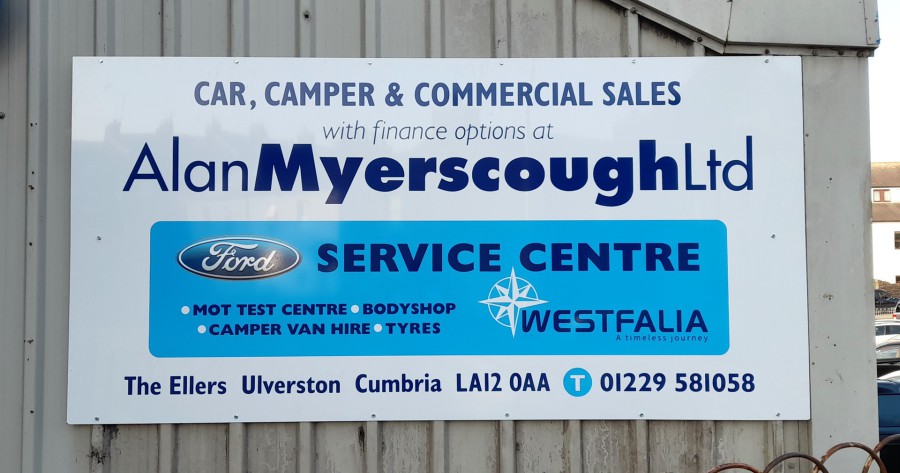 CAR, CAMPER & COMMERCIAL SALES
with finance options at
AlanMyerscoughLtd
Ford SERVICE CENTRE
•MOT TEST CENTRE•BODYSHOP
•CAMPER VAN HIRE•TYRES
WESTFALIA
A timeless journey
The Ellers Ulverston Cumbria LA12 0AA T 01229 581058